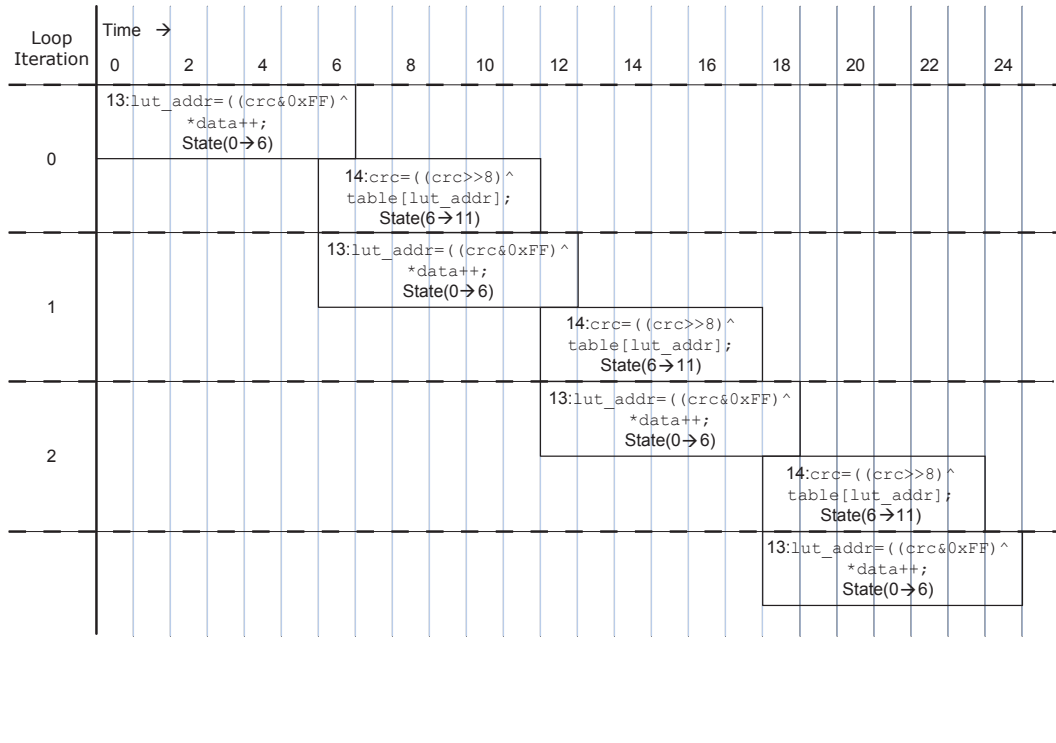 Loop
Iteration
Time →
0 2 4 6 8 10 12 14 16 18 20 22 24
13:lut_addr=((crc&0xFF)^
*data++;
State(0→6)
0
14:crc=((crc>>8)^
table[lut_addr];
State(6→11)
13:lut_addr=((crc&0xFF)^
*data++;
State(0→6)
1
14:crc=((crc>>8)^
table[lut_addr];
State(6→11)
13:lut_addr=((crc&0xFF)^
*data++;
State(0→6)
2
14:crc=((crc>>8)^
table[lut_addr];
State(6→11)
13:lut_addr=((crc&0xFF)^
*data++;
State(0→6)